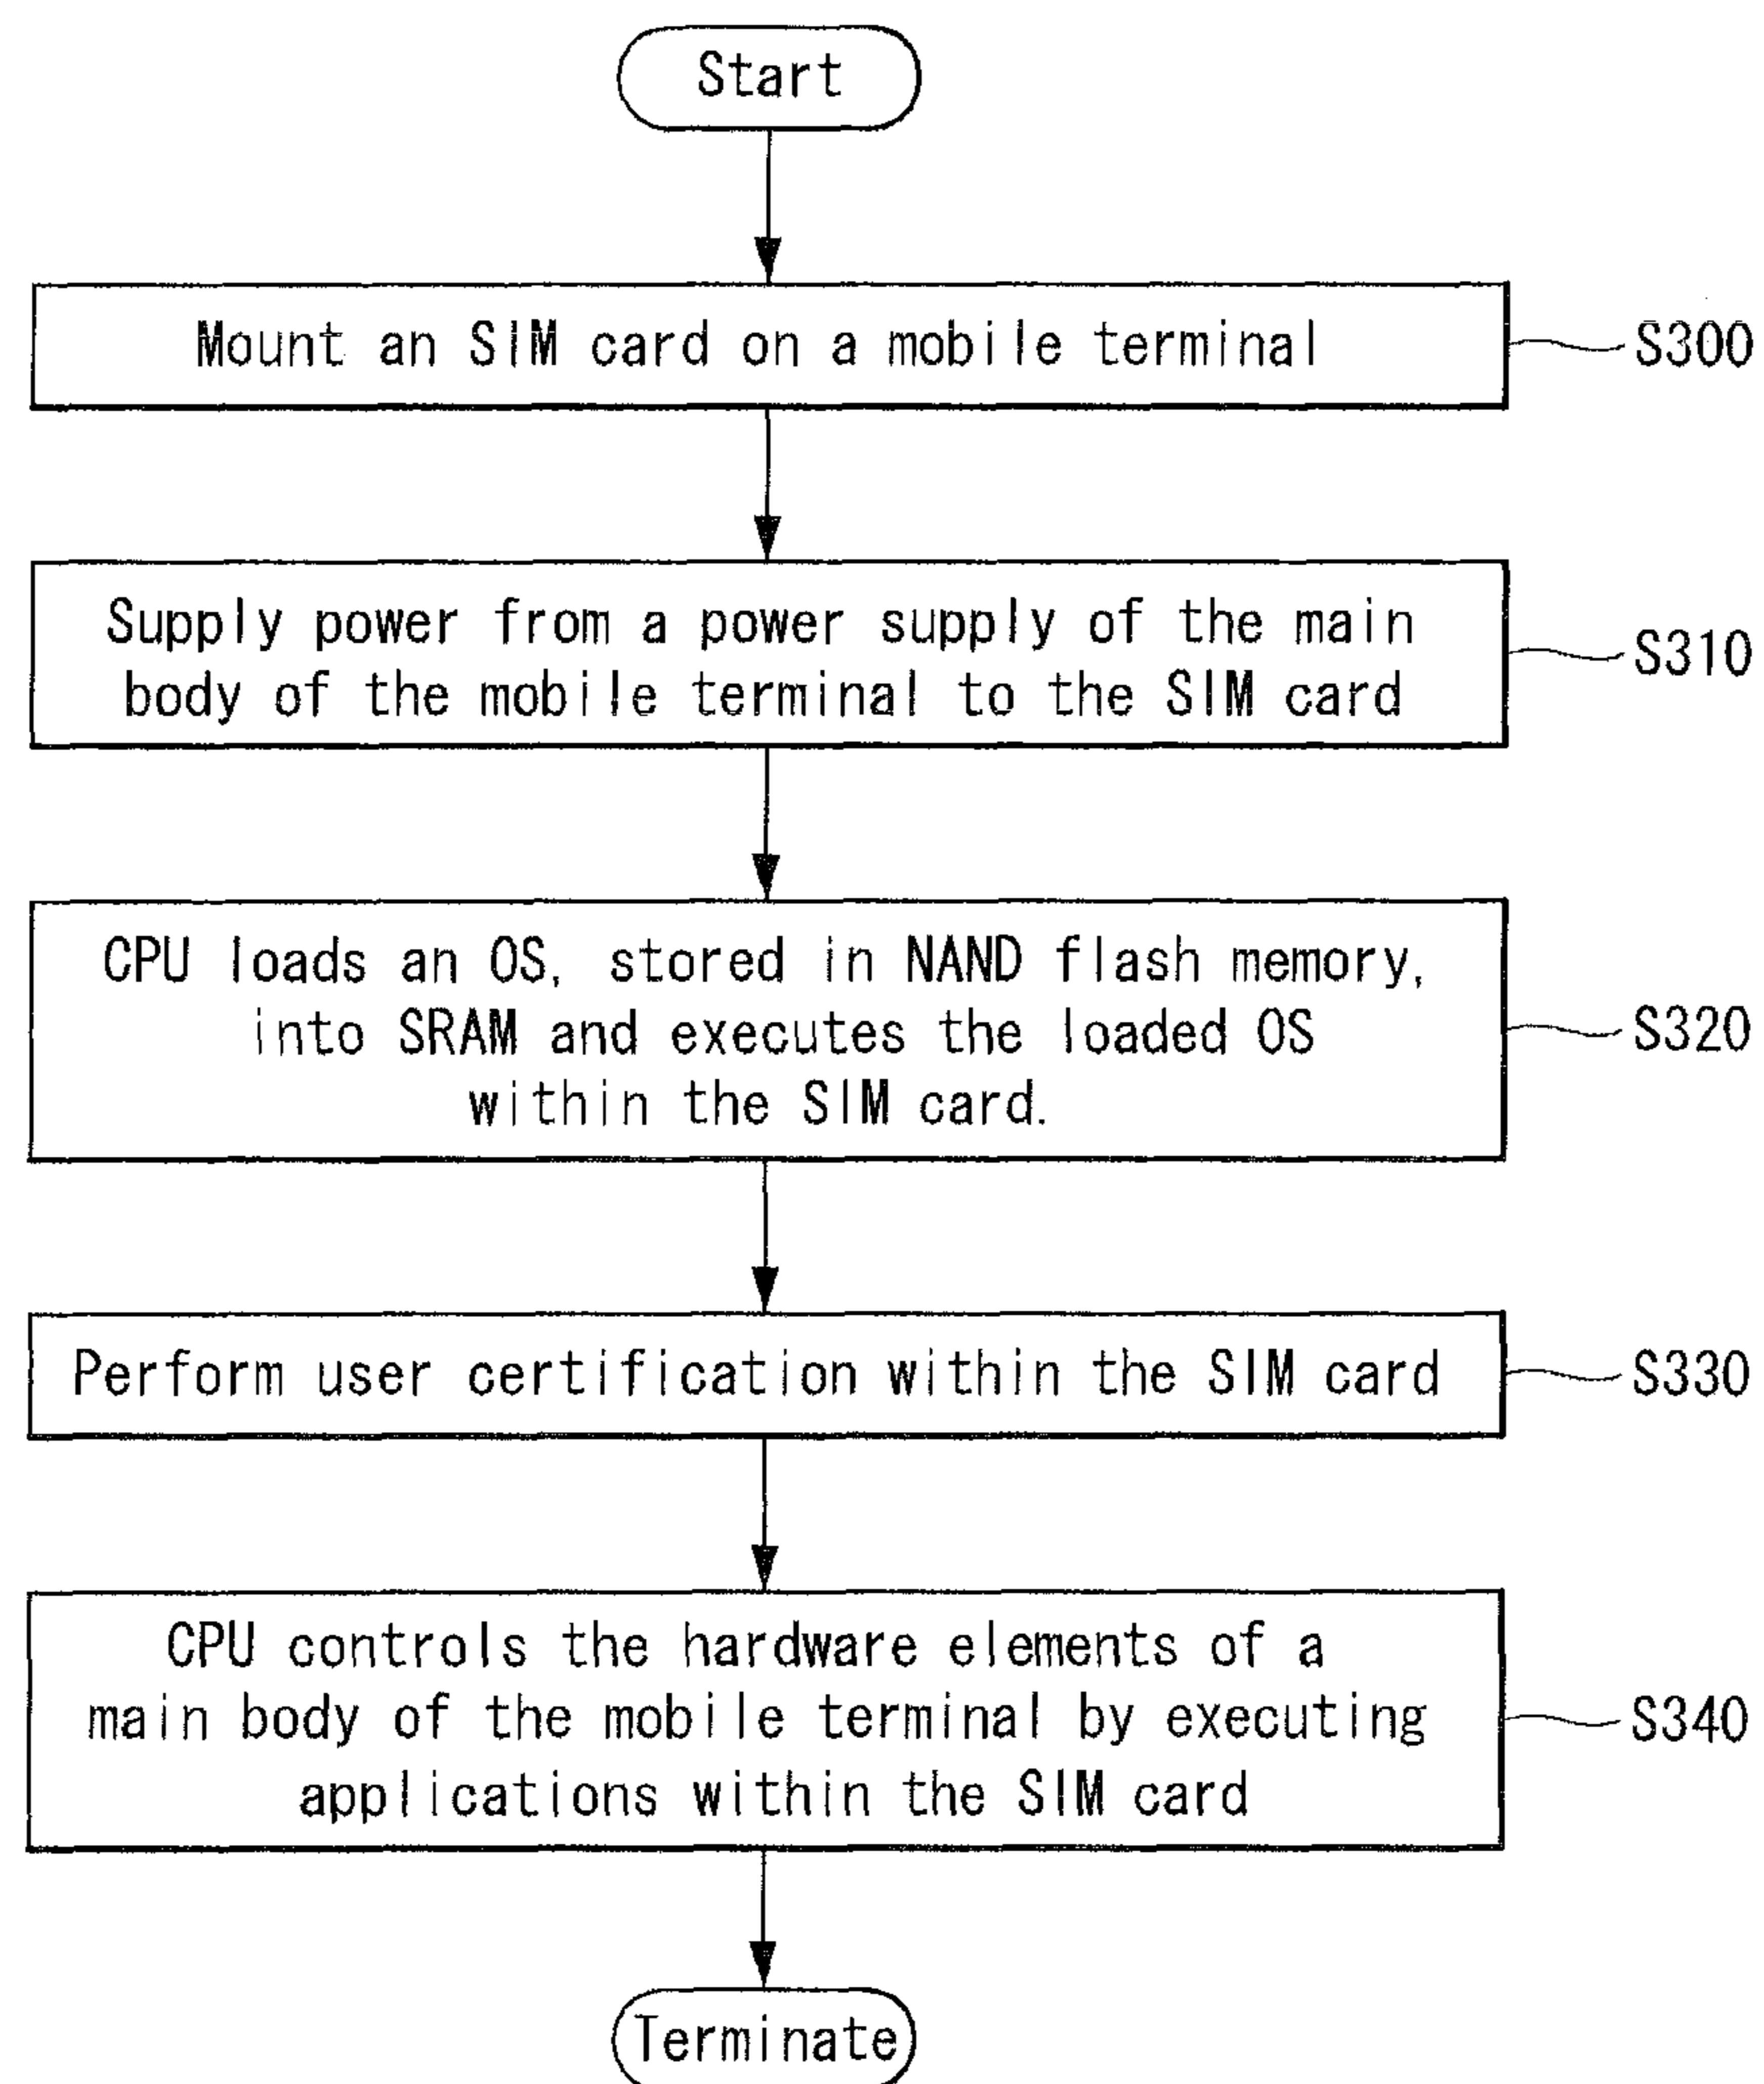 Start
Mount an SIM card on a mobile terminal
S300
Supply power from a power supply of the main
body of the mobile terminal to the SIM card
S310
CPU loads an OS, stored in NAND flash memory,
into SRAM and executes the loaded OS
within the SIM card.
S320
Perform user certification within the SIM card
S330
CPU controls the hardware elements of a
main body of the mobile terminal by executing
applications within the SIM card
S340
Terminate